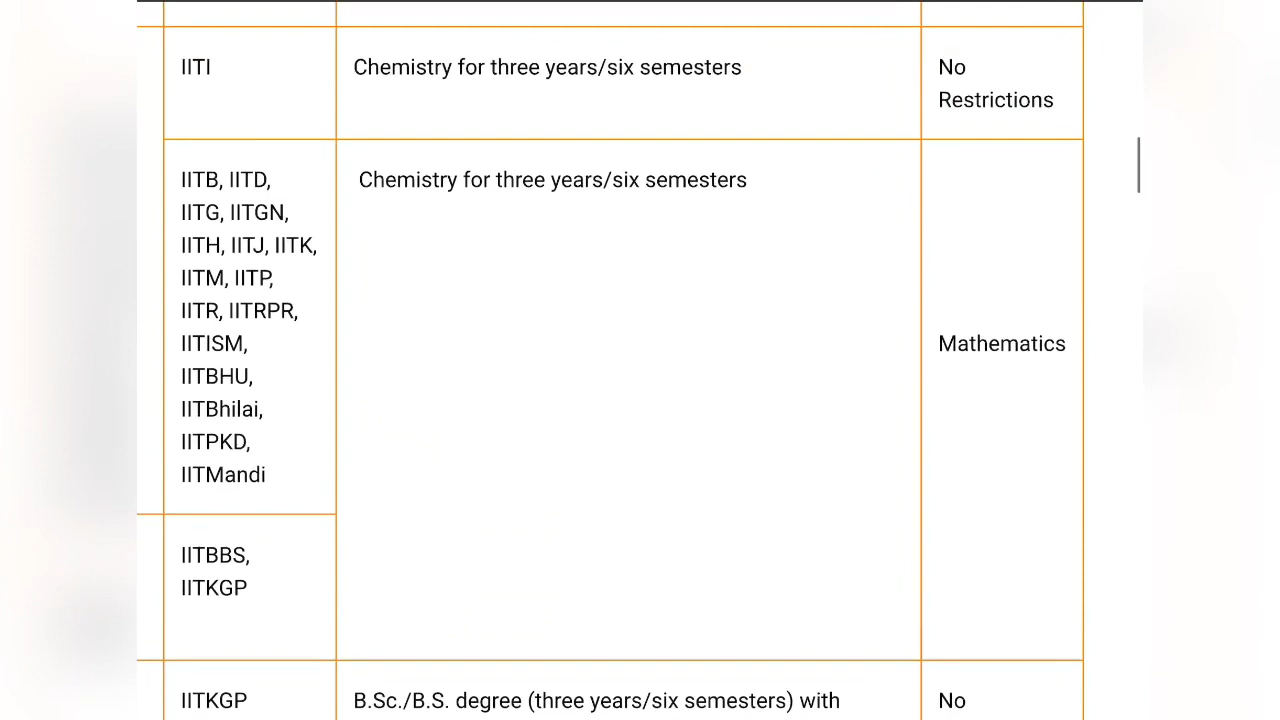 IITI
Chemistry for three years/six semesters
No
Restrictions
IITB, IITD,
IITG, IITGN,
IITH, IITJ, IITK,
IITM, IITP,
IITR, IITRPR,
IITISM,
IITBHU,
IITBhilai,
IITPKD,
IITMandi
Chemistry for three years/six semesters
Mathematics
IITBBS,
IITKGP
IITKGP
B.Sc./B.S. degree (three years/six semesters) with
No